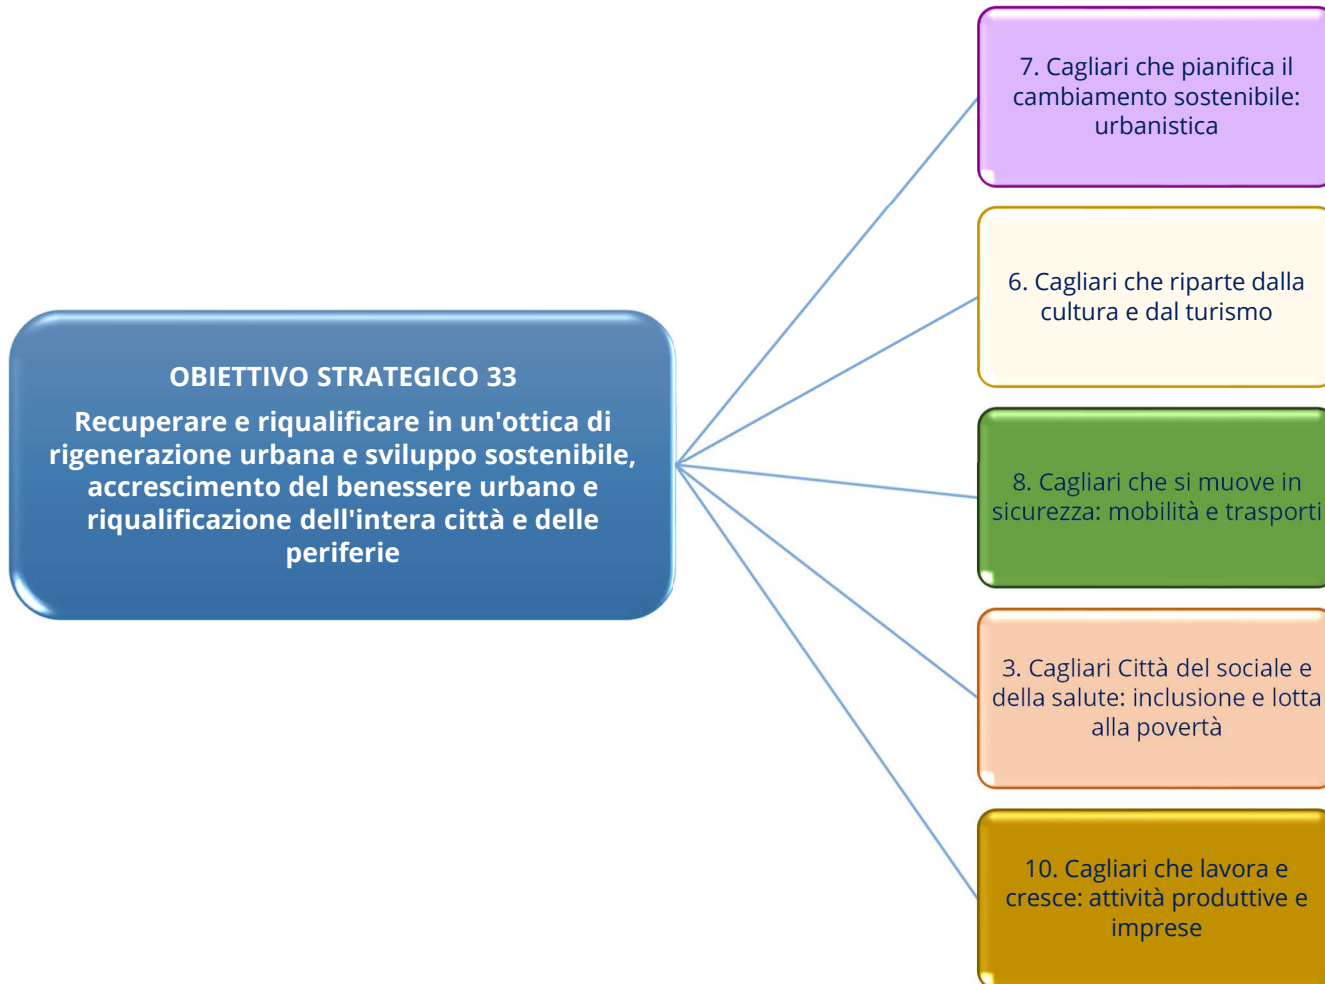 OBIETTIVO STRATEGICO 33
Recuperare e riqualificare in un'ottica di
rigenerazione urbana e sviluppo sostenibile,
accrescimento del benessere urbano e
riqualificazione dell'intera città e delle
periferie
7. Cagliari che pianifica il
cambiamento sostenibile:
urbanistica
6. Cagliari che riparte dalla
cultura e dal turismo
8. Cagliari che si muove in
sicurezza: mobilità e trasporti
3. Cagliari Città del sociale e
della salute: inclusione e lotta
alla povertà
10. Cagliari che lavora e
cresce: attività produttive e
imprese